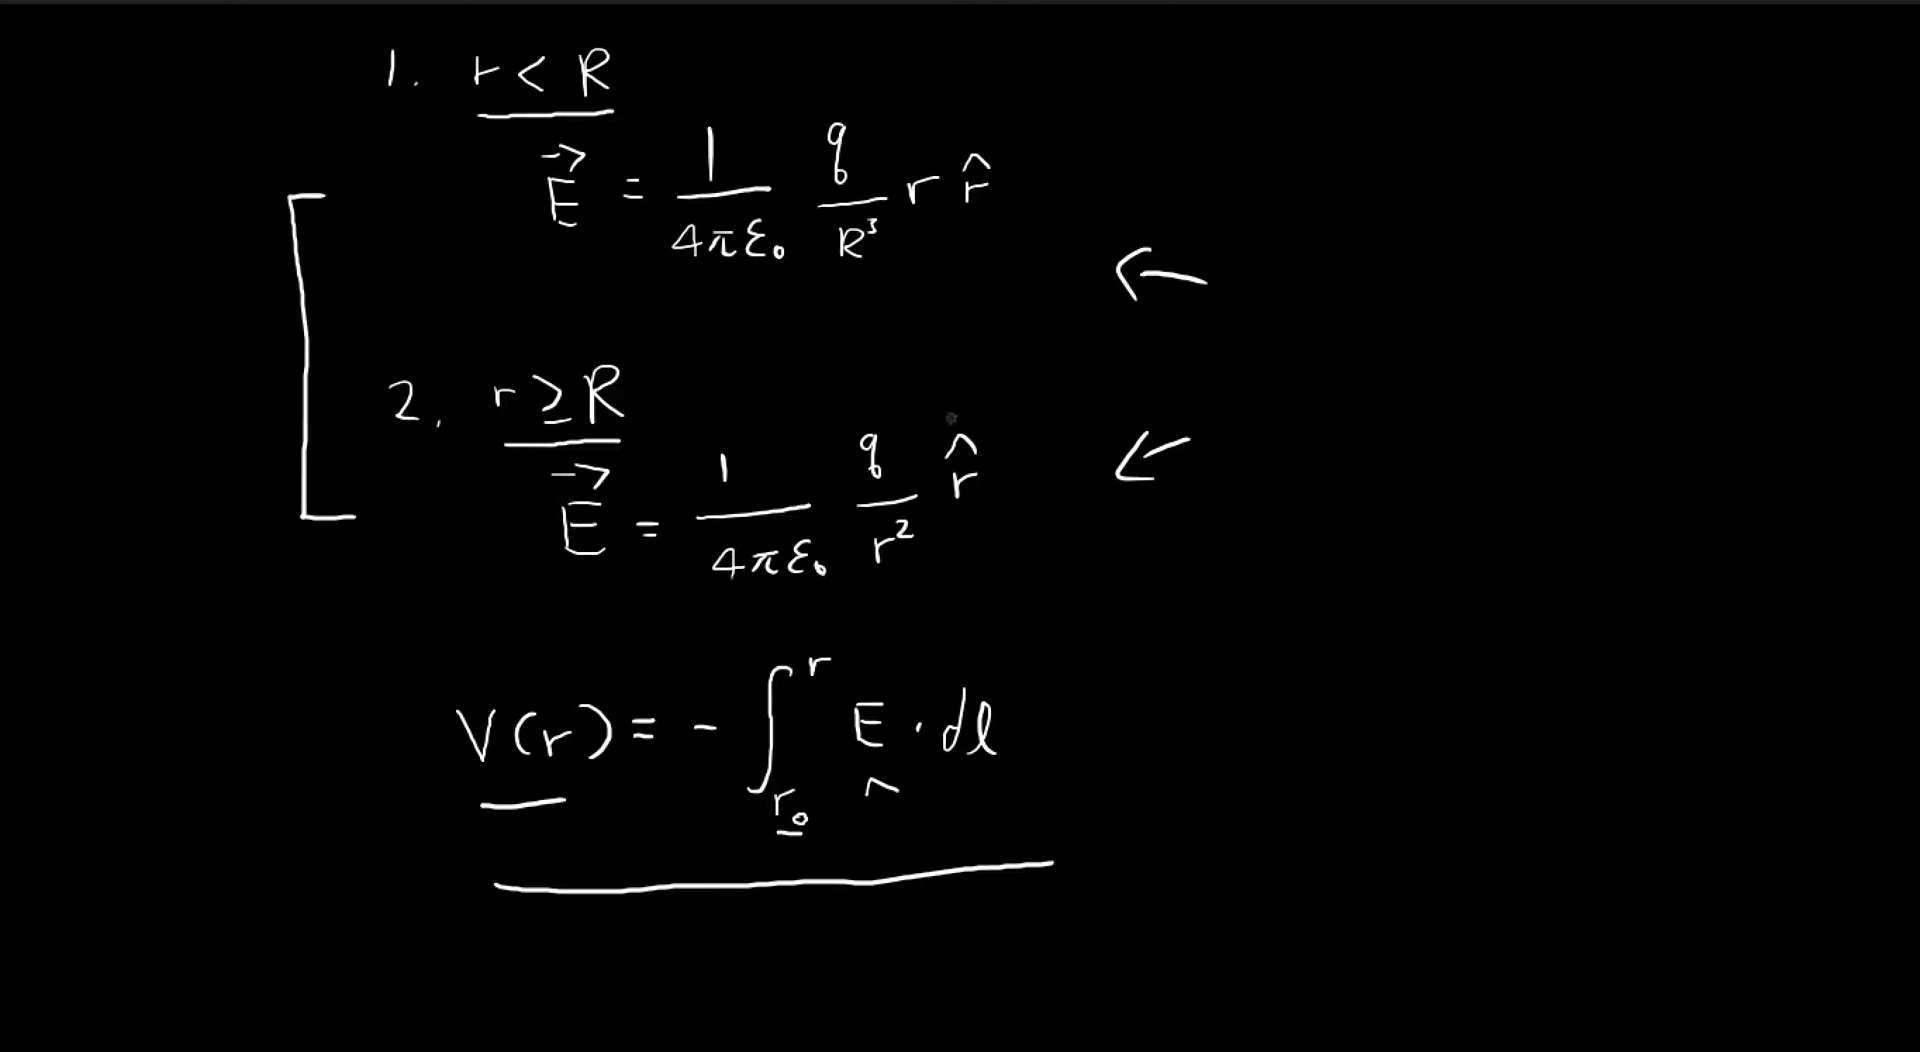 1. r < R
E⃗ = 1/(4πε₀) q/R³ r r̂
2. r ≥ R
E⃗ = 1/(4πε₀) q/r² r̂
V(r) = - ∫_{r₀}^{r} E · dl